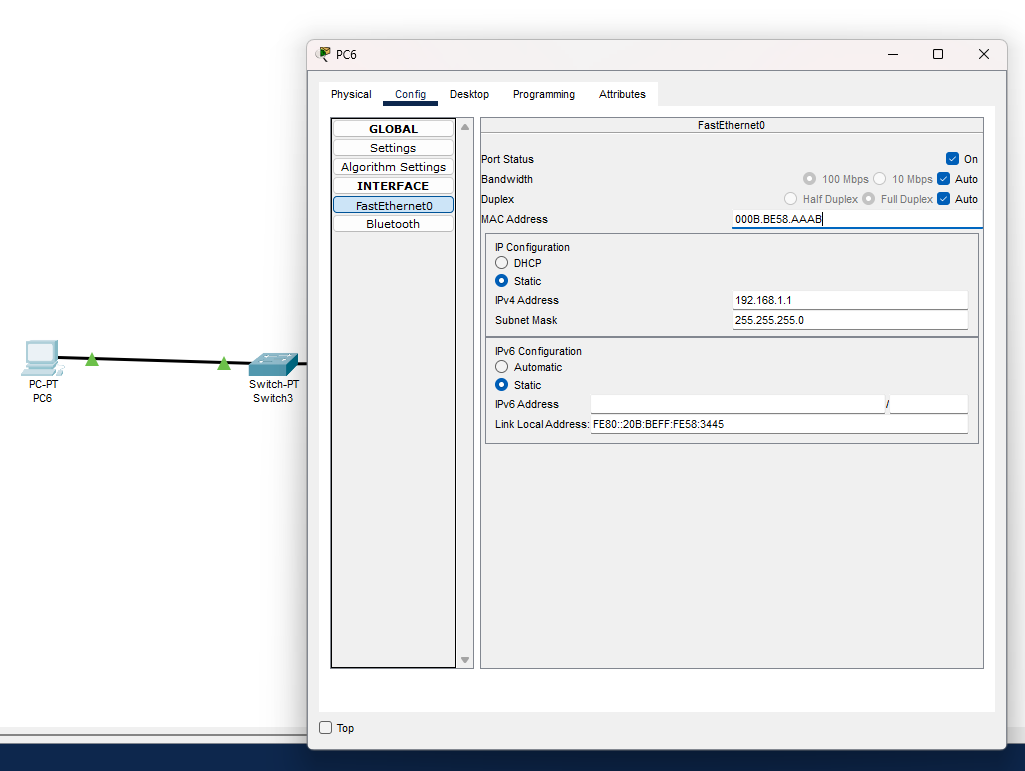 PC6
Physical Config Desktop Programming Attributes
GLOBAL
Settings
Algorithm Settings
INTERFACE
FastEthernet0
Bluetooth
FastEthernet0
Port Status On
Bandwidth 100 Mbps 10 Mbps Auto
Duplex Half Duplex Full Duplex Auto
MAC Address 000B.BE58.AAAB
IP Configuration
DHCP
Static
IPv4 Address 192.168.1.1
Subnet Mask 255.255.255.0
IPv6 Configuration
Automatic
Static
IPv6 Address /
Link Local Address: FE80::20B:BEFF:FE58:3445
Top
PC-PT
PC6
Switch-PT
Switch3